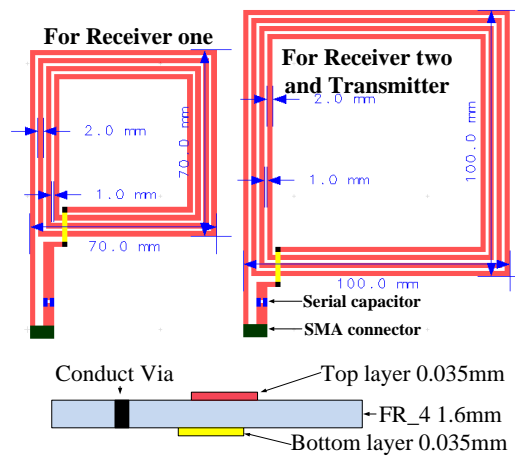 For Receiver one
2.0 mm
70.0 mm
1.0 mm
70.0 mm
For Receiver two
and Transmitter
2.0 mm
100.0 mm
1.0 mm
100.0 mm
Serial capacitor
SMA connector
Conduct Via
Top layer 0.035mm
FR_4 1.6mm
Bottom layer 0.035mm